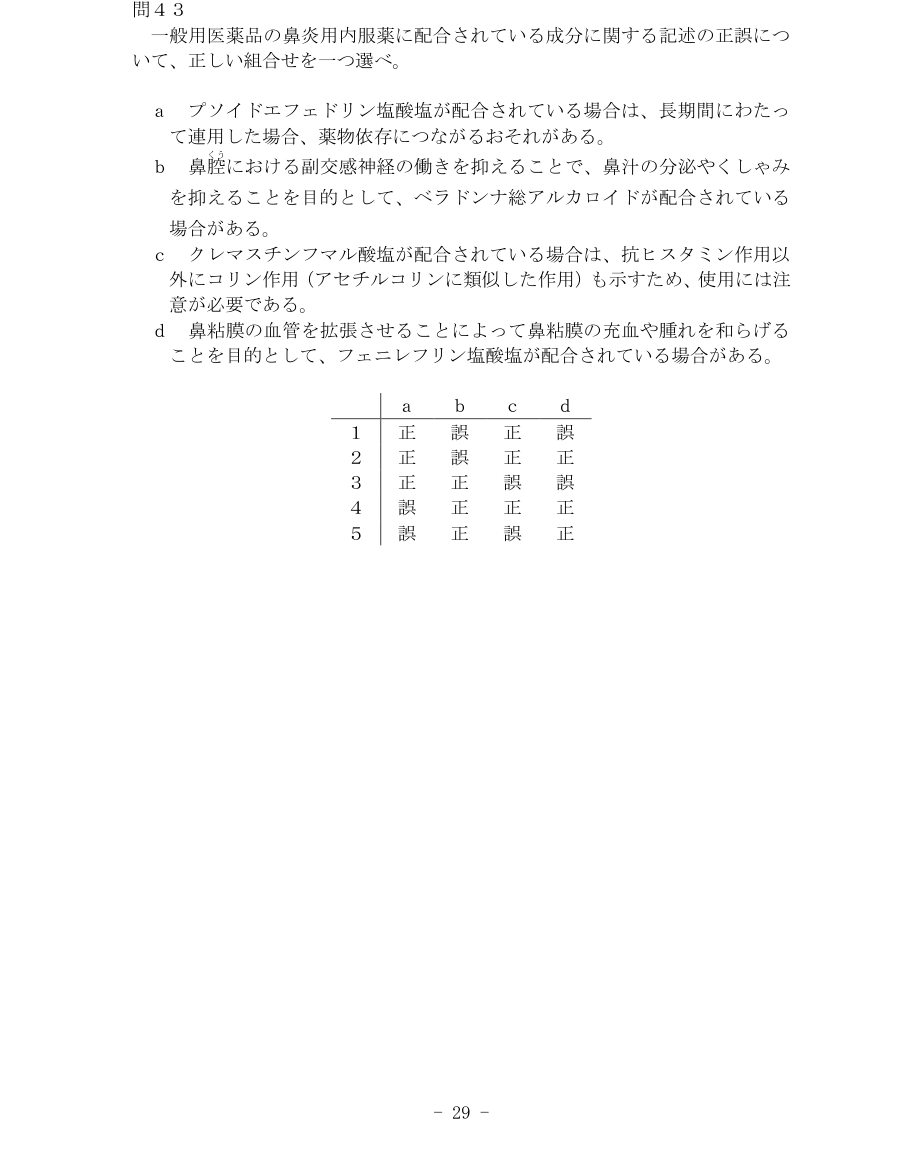 問４３
一般用医薬品の鼻炎用内服薬に配合されている成分に関する記述の正誤につ
いて、正しい組合せを一つ選べ。
ａ　プソイドエフェドリン塩酸塩が配合されている場合は、長期間にわたっ
て連用した場合、薬物依存につながるおそれがある。
くう
ｂ　鼻腔における副交感神経の働きを抑えることで、鼻汁の分泌やくしゃみ
を抑えることを目的として、ベラドンナ総アルカロイドが配合されている
場合がある。
ｃ　クレマスチンフマル酸塩が配合されている場合は、抗ヒスタミン作用以
外にコリン作用（アセチルコリンに類似した作用）も示すため、使用には注
意が必要である。
ｄ　鼻粘膜の血管を拡張させることによって鼻粘膜の充血や腫れを和らげる
ことを目的として、フェニレフリン塩酸塩が配合されている場合がある。
ａ　ｂ　ｃ　ｄ
１　正　誤　正　誤
２　正　誤　正　正
３　正　正　誤　誤
４　誤　正　正　正
５　誤　正　誤　正
- 29 -